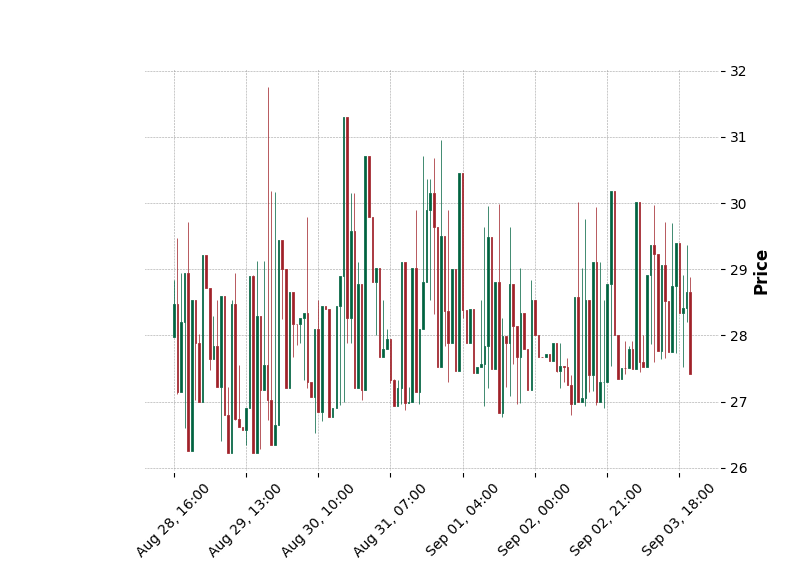 32
31
30
29
28
27
26
Price
Aug 28, 16:00
Aug 29, 13:00
Aug 30, 10:00
Aug 31, 07:00
Sep 01, 04:00
Sep 02, 00:00
Sep 02, 21:00
Sep 03, 18:00